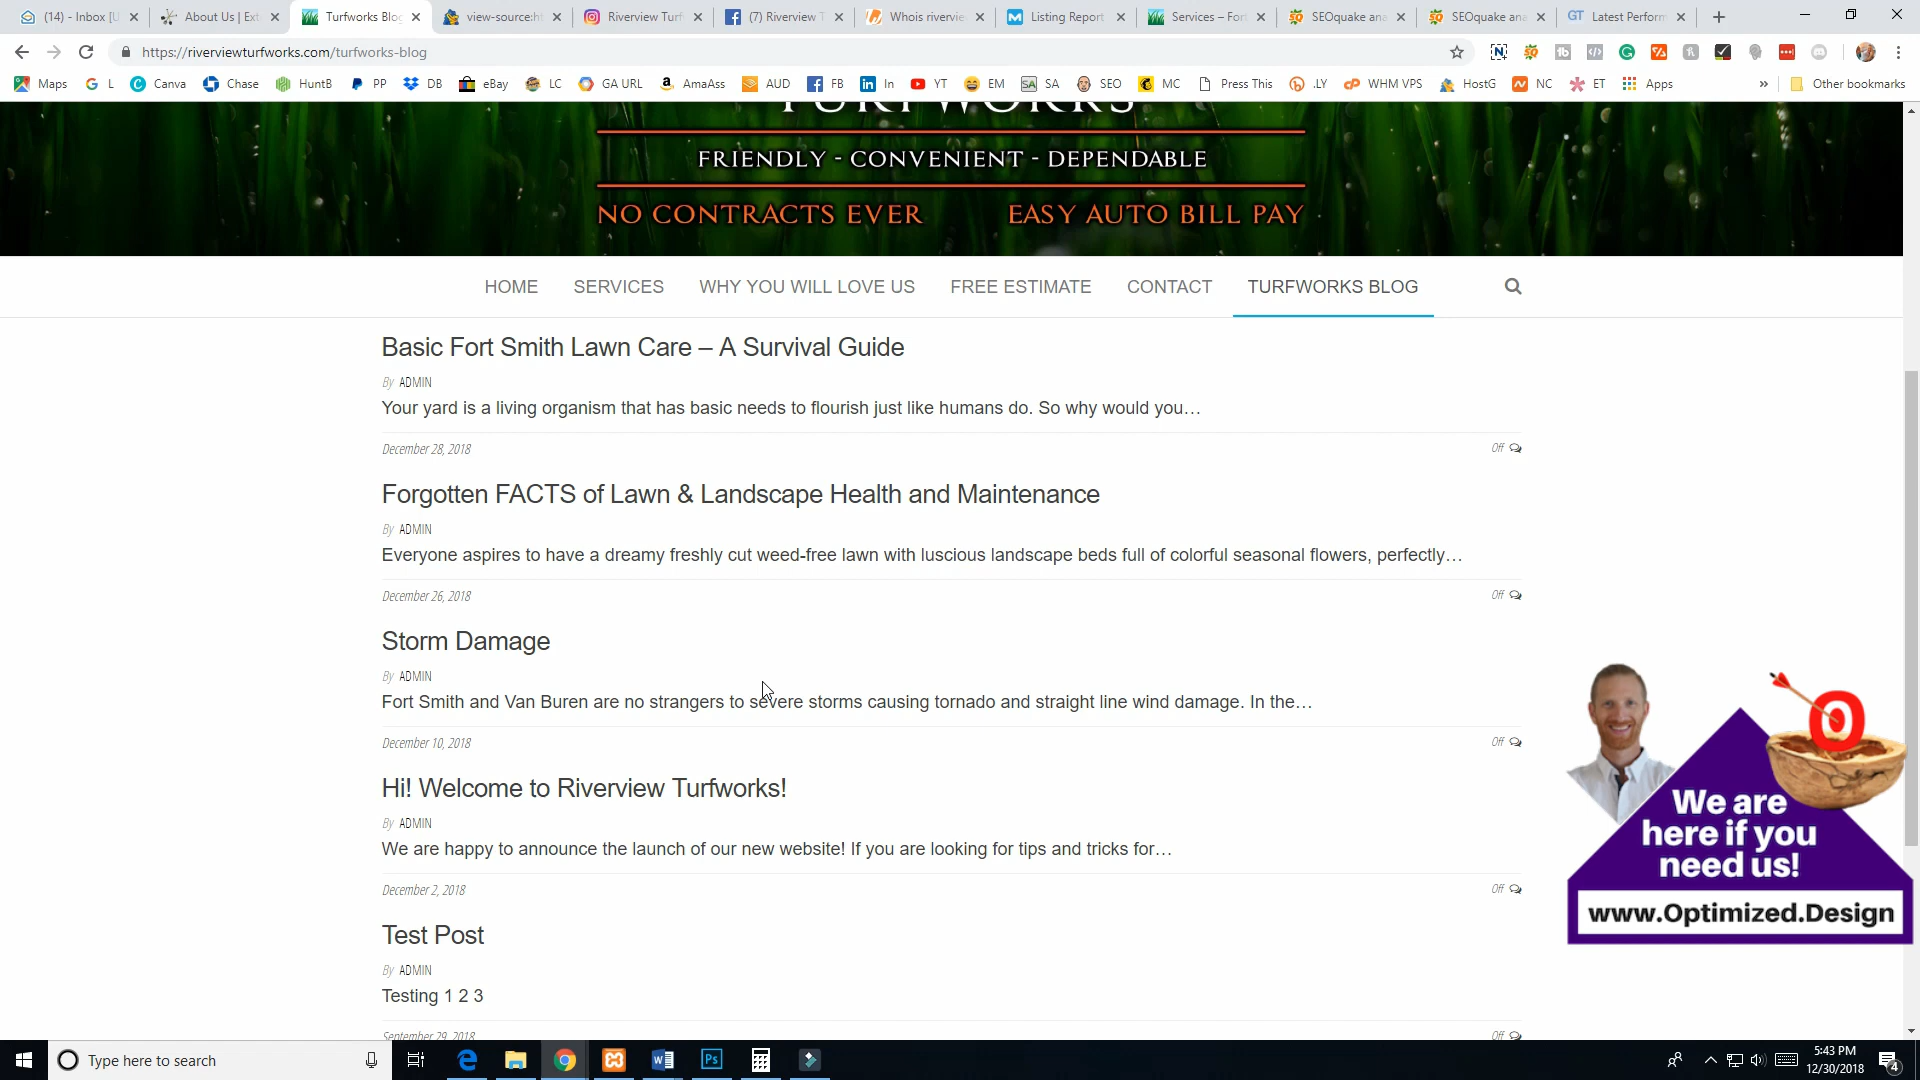 (14) - Inbox [U
About Us | Ext
Turfworks Blog
view-source:ht
Riverview Turf
(7) Riverview T
Whois rivervie
Listing Report
Services – Fort
SEOquake ana
SEOquake ana
Latest Perform
https://riverviewturfworks.com/turfworks-blog
Maps
G L
Canva
Chase
HuntB
PP
DB
eBay
LC
GA URL
AmaAss
AUD
FB
In
YT
EM
SA
SEO
MC
Press This
.LY
WHM VPS
HostG
NC
ET
Apps
»
Other bookmarks
TURFWORKS
FRIENDLY - CONVENIENT - DEPENDABLE
NO CONTRACTS EVER EASY AUTO BILL PAY
HOME SERVICES WHY YOU WILL LOVE US FREE ESTIMATE CONTACT TURFWORKS BLOG
Basic Fort Smith Lawn Care – A Survival Guide
By ADMIN
Your yard is a living organism that has basic needs to flourish just like humans do. So why would you…
December 28, 2018 Off
Forgotten FACTS of Lawn & Landscape Health and Maintenance
By ADMIN
Everyone aspires to have a dreamy freshly cut weed-free lawn with luscious landscape beds full of colorful seasonal flowers, perfectly…
December 26, 2018 Off
Storm Damage
By ADMIN
Fort Smith and Van Buren are no strangers to severe storms causing tornado and straight line wind damage. In the…
December 10, 2018 Off
Hi! Welcome to Riverview Turfworks!
By ADMIN
We are happy to announce the launch of our new website! If you are looking for tips and tricks for…
December 2, 2018 Off
Test Post
By ADMIN
Testing 1 2 3
September 29, 2018 Off
We are
here if you
need us!
www.Optimized.Design
Type here to search
5:43 PM
12/30/2018
4